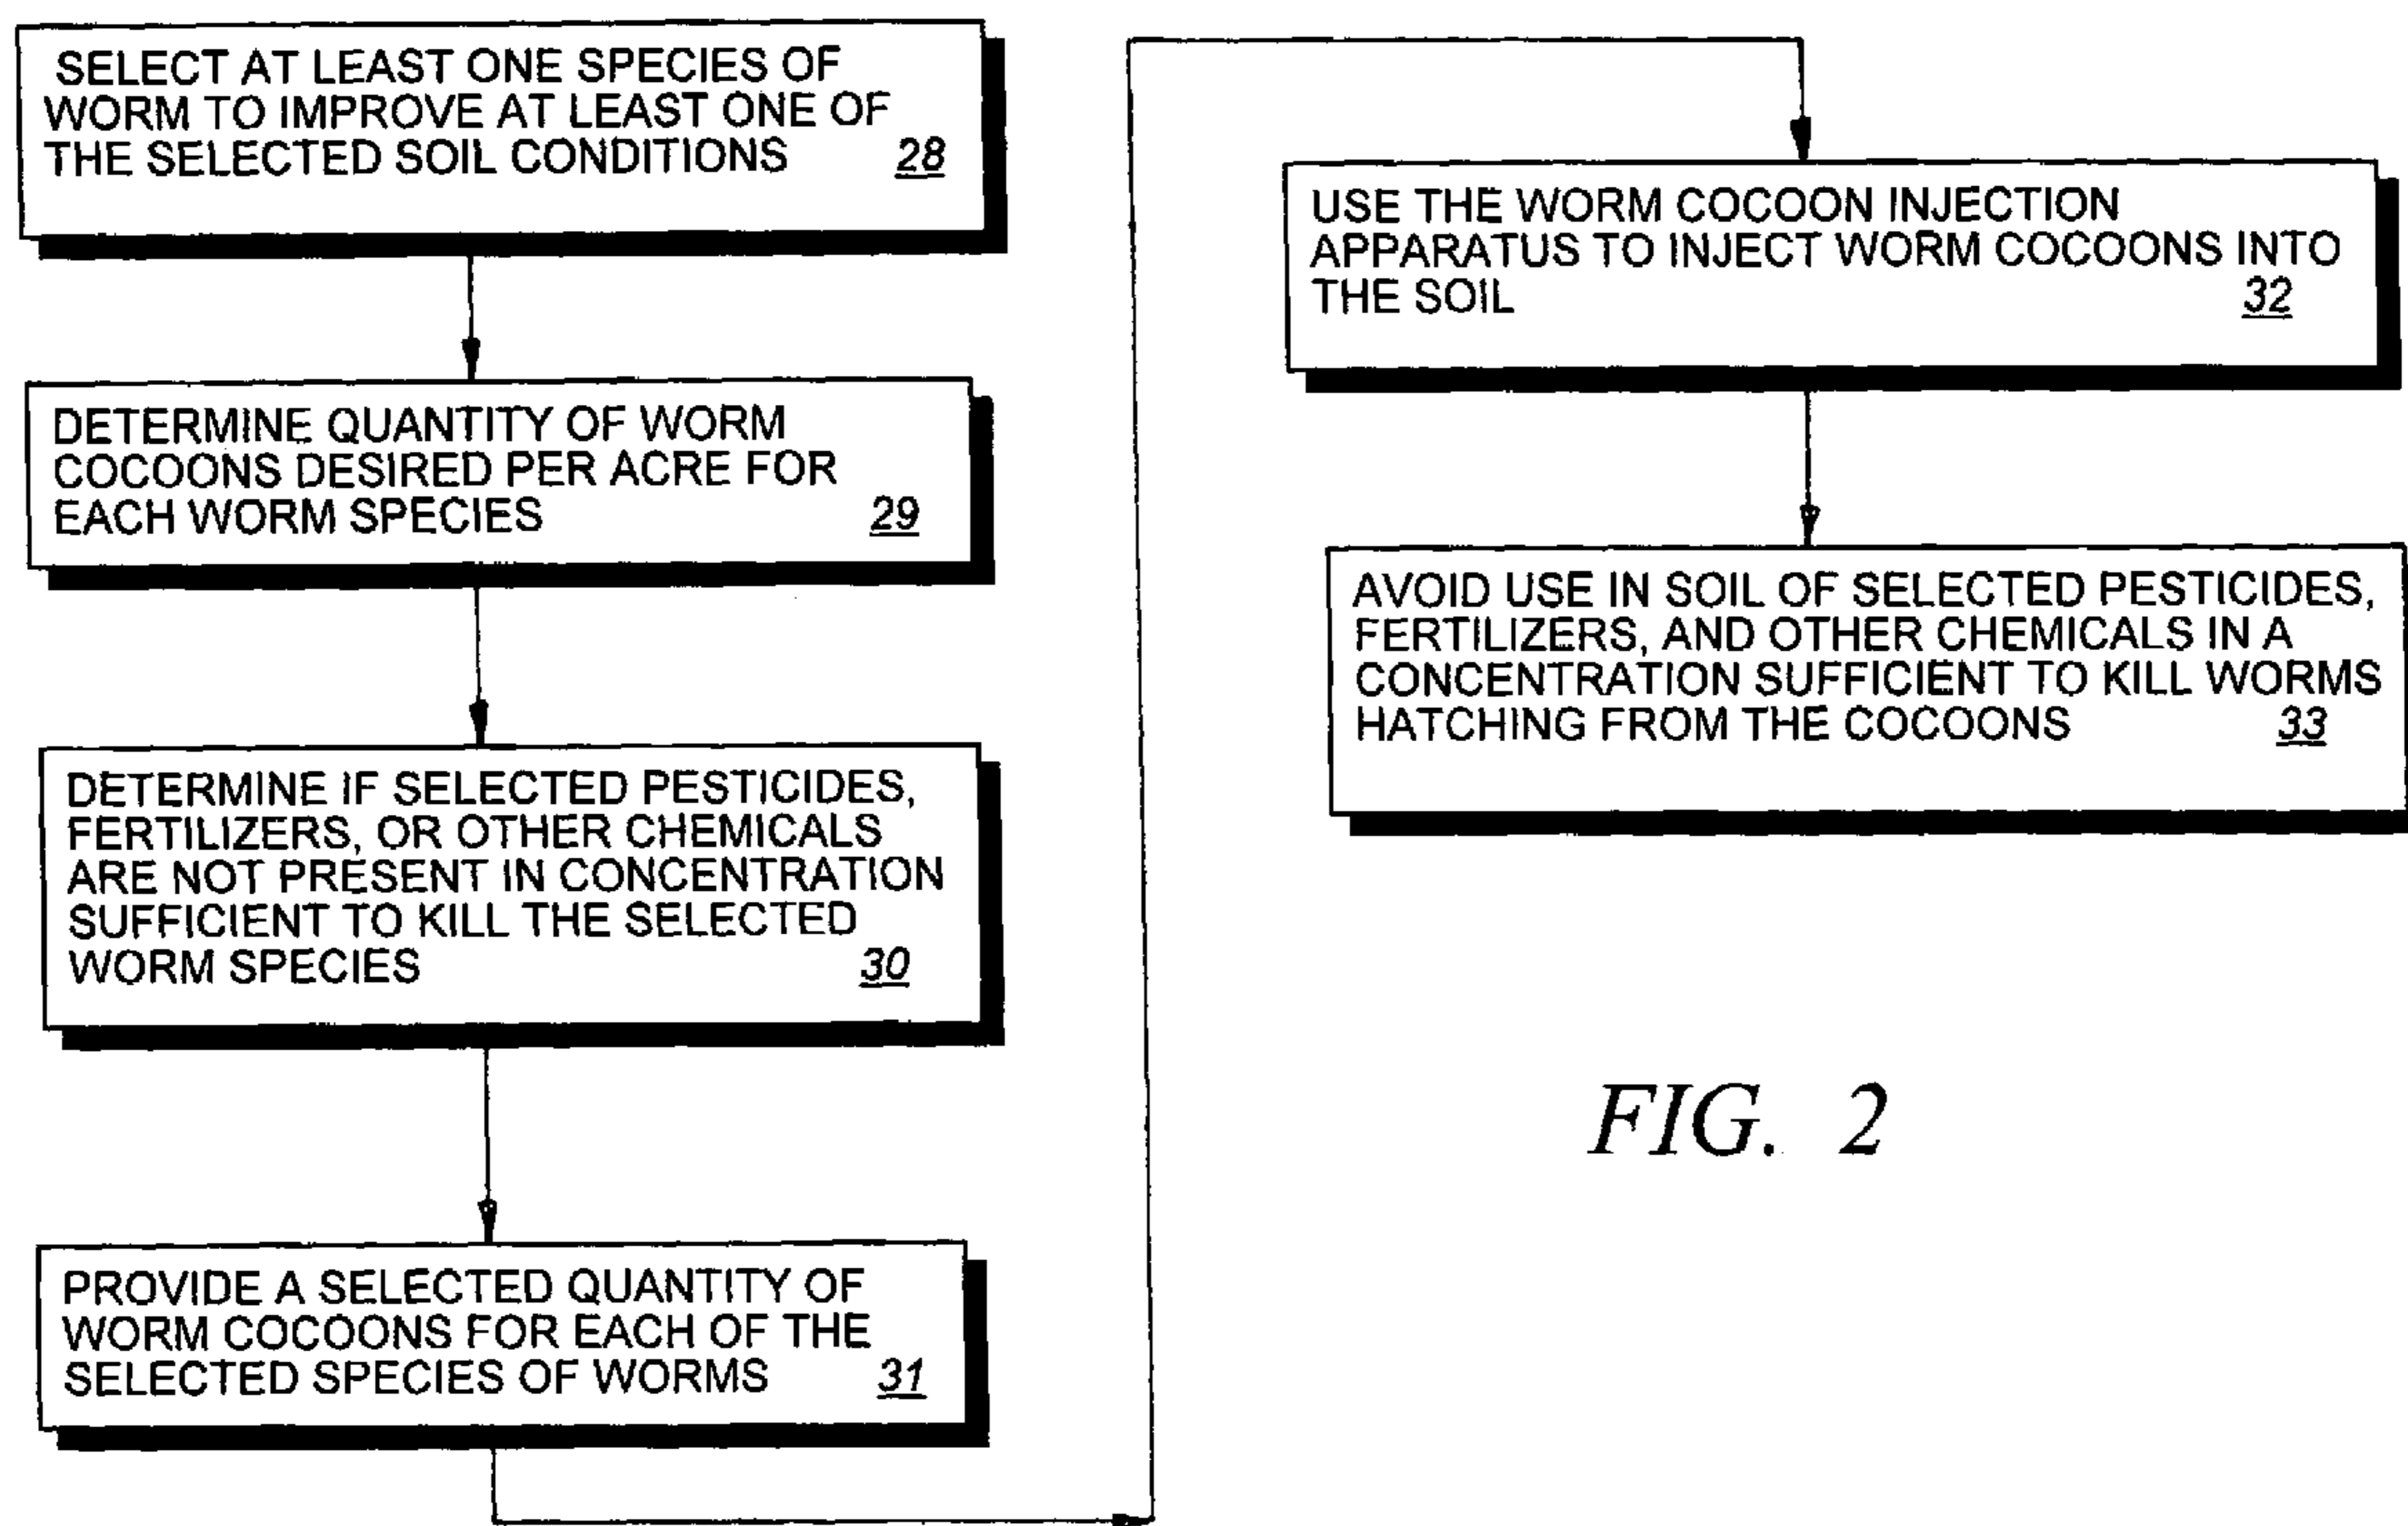 SELECT AT LEAST ONE SPECIES OF
WORM TO IMPROVE AT LEAST ONE OF
THE SELECTED SOIL CONDITIONS 28
DETERMINE QUANTITY OF WORM
COCOONS DESIRED PER ACRE FOR
EACH WORM SPECIES 29
DETERMINE IF SELECTED PESTICIDES,
FERTILIZERS, OR OTHER CHEMICALS
ARE NOT PRESENT IN CONCENTRATION
SUFFICIENT TO KILL THE SELECTED
WORM SPECIES 30
PROVIDE A SELECTED QUANTITY OF
WORM COCOONS FOR EACH OF THE
SELECTED SPECIES OF WORMS 31
USE THE WORM COCOON INJECTION
APPARATUS TO INJECT WORM COCOONS INTO
THE SOIL 32
AVOID USE IN SOIL OF SELECTED PESTICIDES,
FERTILIZERS, AND OTHER CHEMICALS IN A
CONCENTRATION SUFFICIENT TO KILL WORMS
HATCHING FROM THE COCOONS 33
FIG. 2